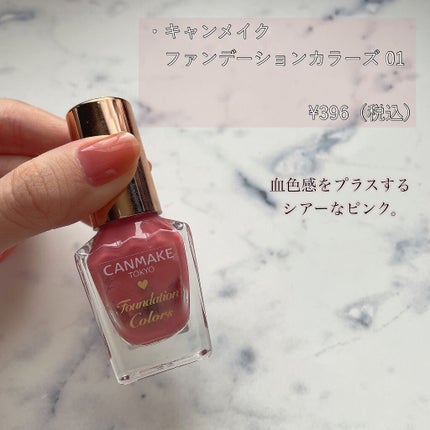 ・キャンメイク
ファンデーションカラーズ 01
¥396（税込）
血色感をプラスする
シアーなピンク。
CANMAKE
TOKYO
Foundation
Colors